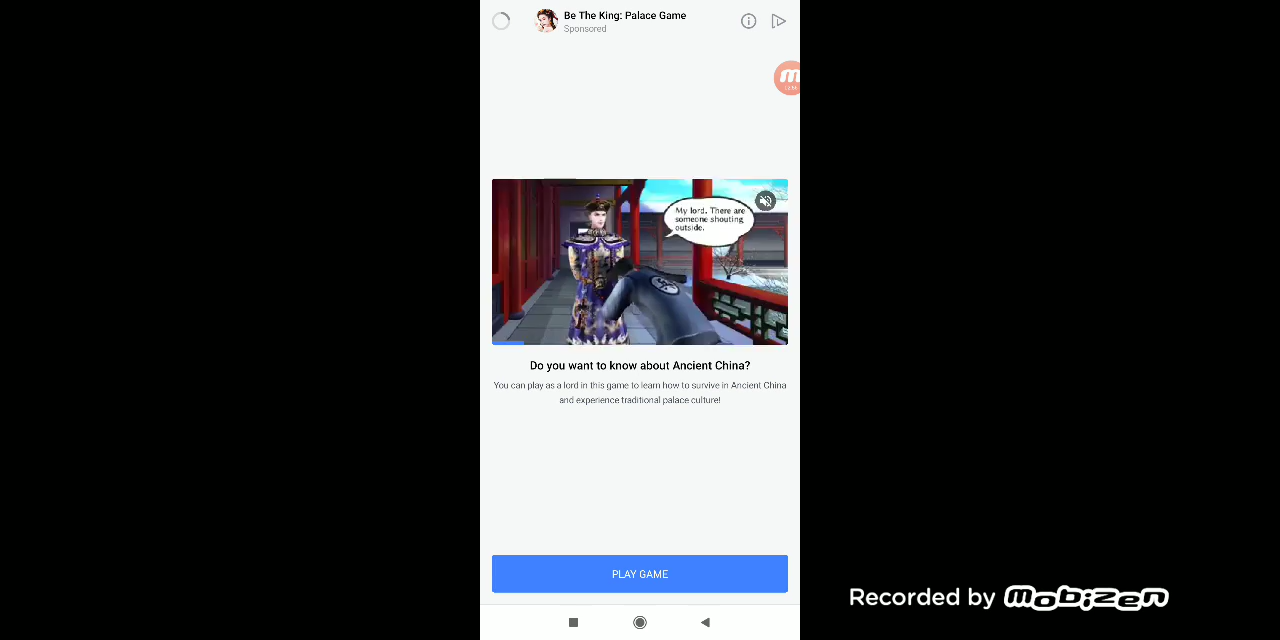 Be The King: Palace Game
Sponsored
My lord. There are
someone shouting
outside.
Do you want to know about Ancient China?
You can play as a lord in this game to learn how to survive in Ancient China
and experience traditional palace culture!
PLAY GAME
Recorded by mobizen